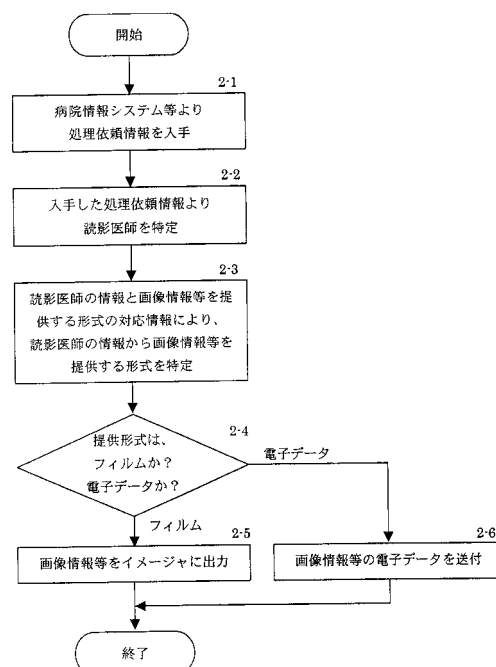 開始
2-1
病院情報システム等より
処理依頼情報を入手
2-2
入手した処理依頼情報より
読影医師を特定
2-3
読影医師の情報と画像情報等を提
供する形式の対応情報により、
読影医師の情報から画像情報等を
提供する形式を特定
2-4
提供形式は、
フィルムか?
電子データか?
電子データ
フィルム
2-5
画像情報等をイメージャに出力
2-6
画像情報等の電子データを送付
終了